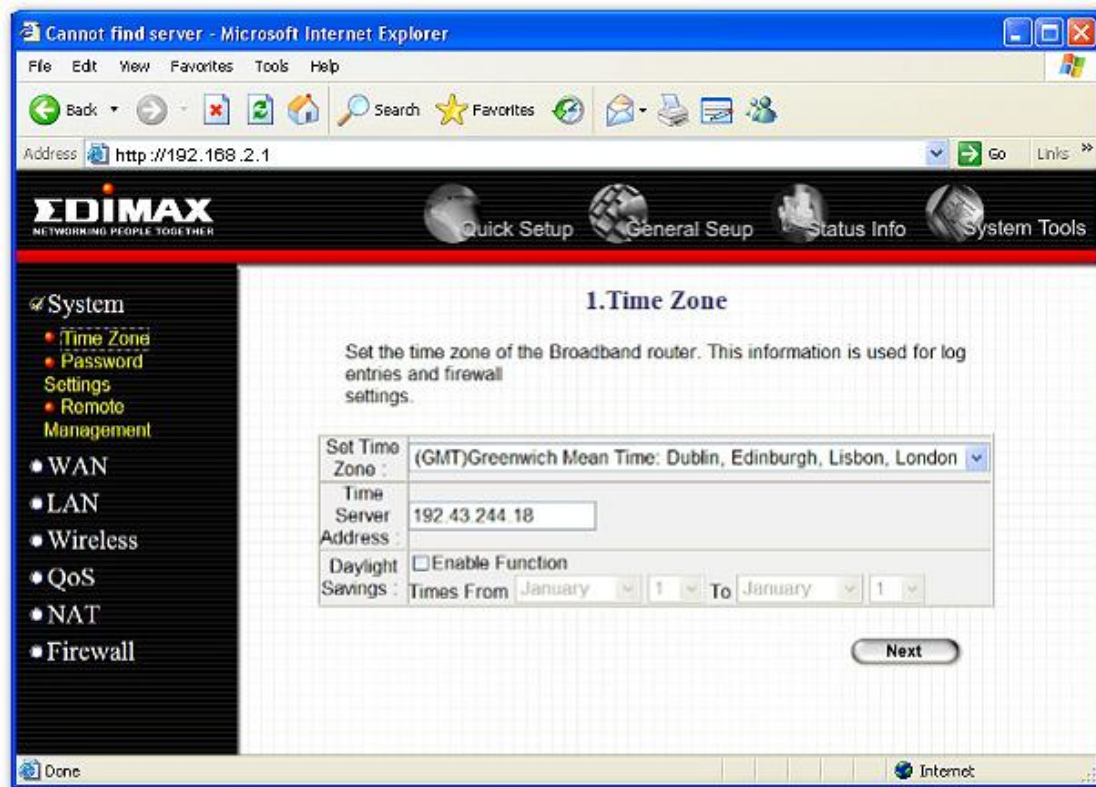 Cannot find server - Microsoft Internet Explorer
File Edit View Favorites Tools Help
Back Search Favorites
Address http://192.168.2.1 Go Links »
EDIMAX
NETWORKING PEOPLE TOGETHER
Quick Setup General Seup Status Info System Tools
System
Time Zone
Password
Settings
Remote
Management
WAN
LAN
Wireless
QoS
NAT
Firewall
1.Time Zone
Set the time zone of the Broadband router. This information is used for log
entries and firewall
settings.
Set Time
Zone :
(GMT)Greenwich Mean Time: Dublin, Edinburgh, Lisbon, London
Time
Server
Address :
192.43.244.18
Daylight
Savings :
Enable Function
Times From January 1 To January 1
Next
Done Internet